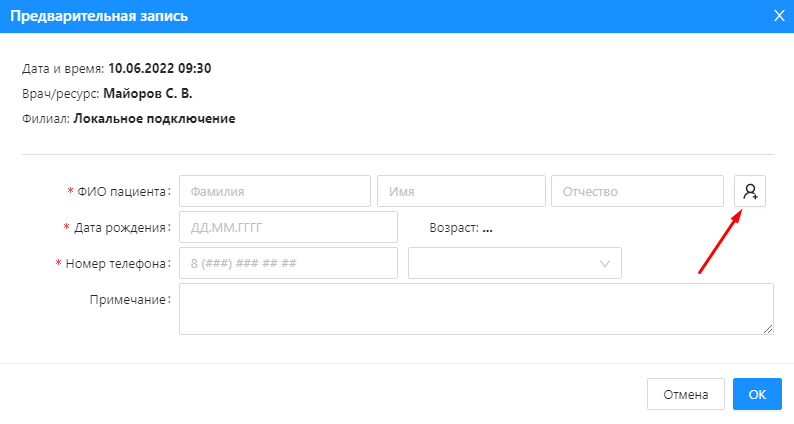 Предварительная запись X
Дата и время: 10.06.2022 09:30
Врач/ресурс: Майоров С. В.
Филиал: Локальное подключение
* ФИО пациента: Фамилия Имя Отчество
* Дата рождения: ДД.ММ.ГГГГ Возраст: ...
* Номер телефона: 8 (###) ### ## ##
Примечание:
Отмена OK